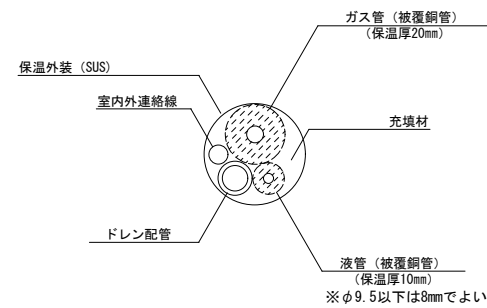 ガス管（被覆銅管）
（保温厚20mm）
保温外装（SUS）
室内外連絡線
充填材
ドレン配管
液管（被覆銅管）
（保温厚10mm）
※φ9.5以下は8mmでよい